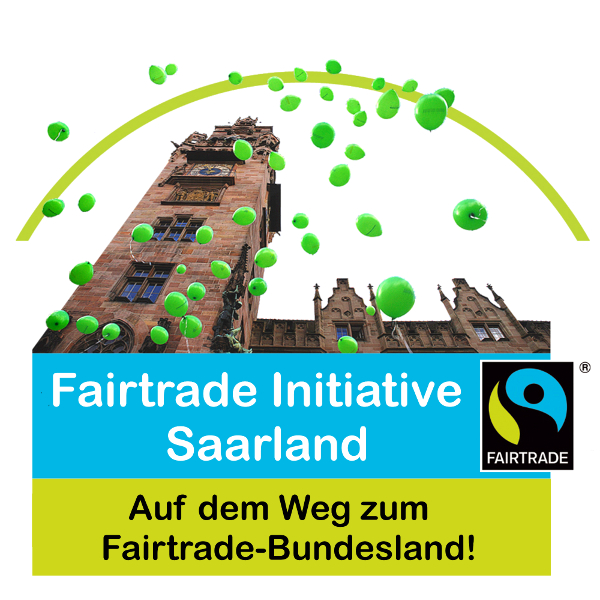 Fairtrade Initiative
Saarland
®
FAIRTRADE
Auf dem Weg zum
Fairtrade-Bundesland!